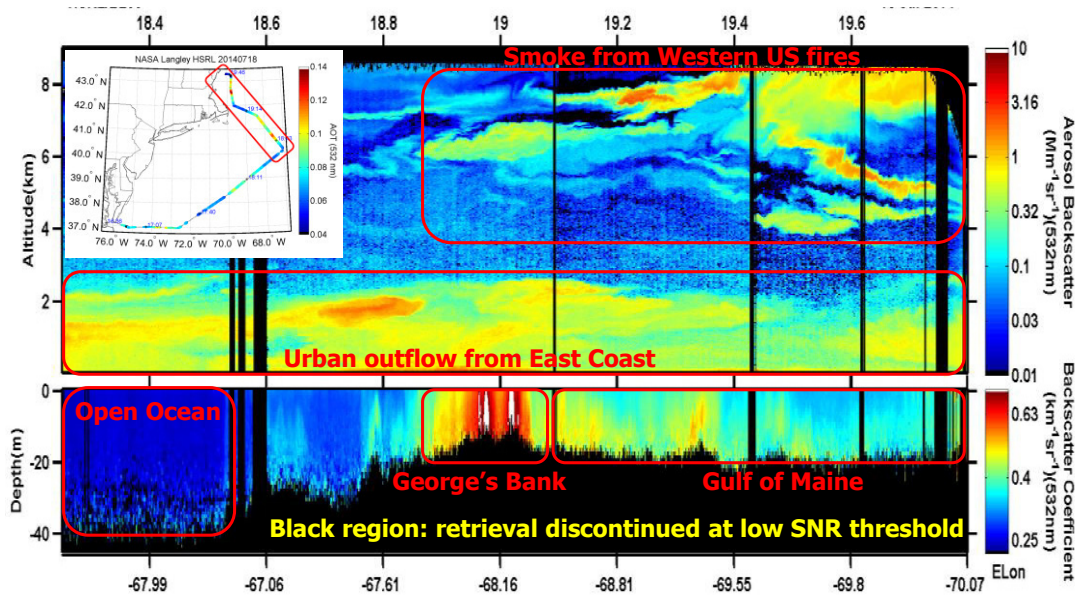 18.4 18.6 18.8 19 19.2 19.4 19.6
NASA Langley HSRL 20140718
43.0° N
42.0° N
41.0° N
40.0° N
39.0° N
38.0° N
37.0° N
76.0° W 74.0° W 72.0° W 70.0° W 68.0° W
19.14
18.11
17.07
0.14
0.12
0.10
0.08
0.06
0.04
AOT (532 nm)
Smoke from Western US fires
Altitude(km)
8
6
4
2
Urban outflow from East Coast
10
3.16
1
0.32
0.1
0.03
0.01
Aerosol Backscatter
(Mm⁻¹sr⁻¹)(532nm)
Depth(m)
0
-20
-40
Open Ocean
George's Bank
Gulf of Maine
Black region: retrieval discontinued at low SNR threshold
0.63
0.4
0.25
Backscatter Coefficient
(km⁻¹sr⁻¹)(532nm)
-67.99 -67.06 -67.61 -68.16 -68.81 -69.55 -69.8 -70.07
ELon